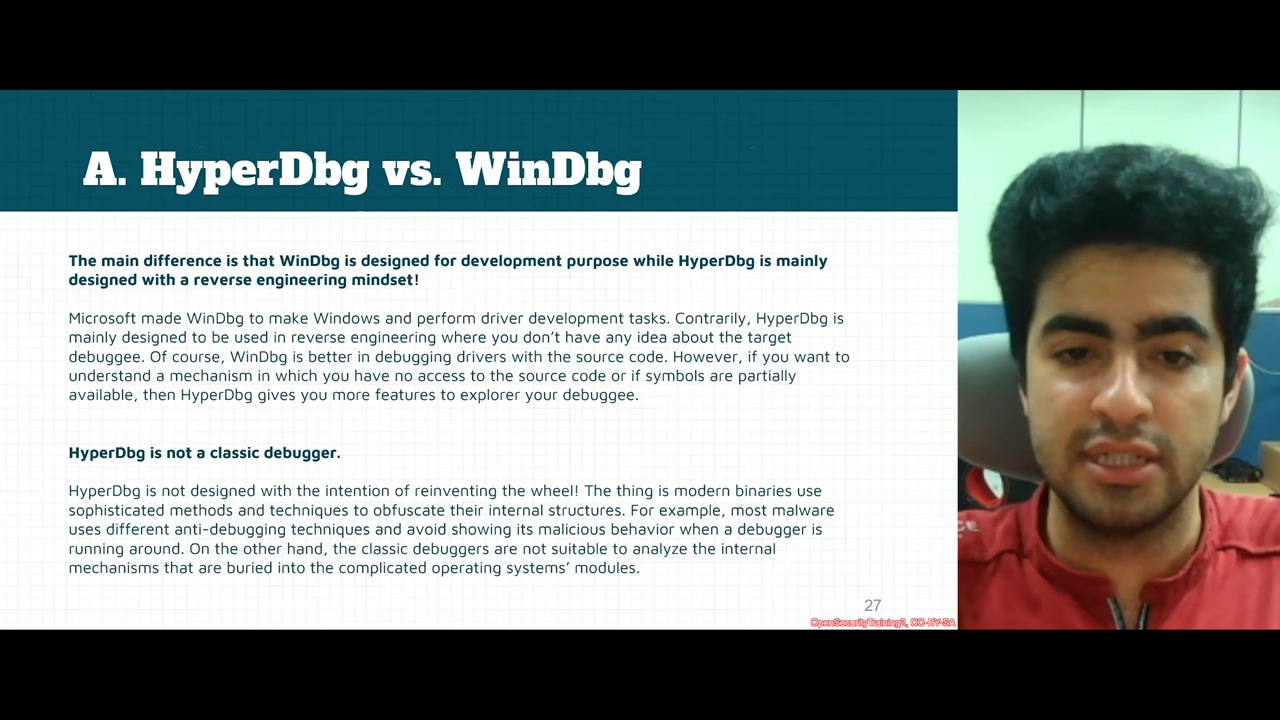 A. HyperDbg vs. WinDbg
The main difference is that WinDbg is designed for development purpose while HyperDbg is mainly
designed with a reverse engineering mindset!
Microsoft made WinDbg to make Windows and perform driver development tasks. Contrarily, HyperDbg is
mainly designed to be used in reverse engineering where you don’t have any idea about the target
debuggee. Of course, WinDbg is better in debugging drivers with the source code. However, if you want to
understand a mechanism in which you have no access to the source code or if symbols are partially
available, then HyperDbg gives you more features to explorer your debuggee.
HyperDbg is not a classic debugger.
HyperDbg is not designed with the intention of reinventing the wheel! The thing is modern binaries use
sophisticated methods and techniques to obfuscate their internal structures. For example, most malware
uses different anti-debugging techniques and avoid showing its malicious behavior when a debugger is
running around. On the other hand, the classic debuggers are not suitable to analyze the internal
mechanisms that are buried into the complicated operating systems’ modules.
27
OpenSecurityTraining2, CC-BY-SA